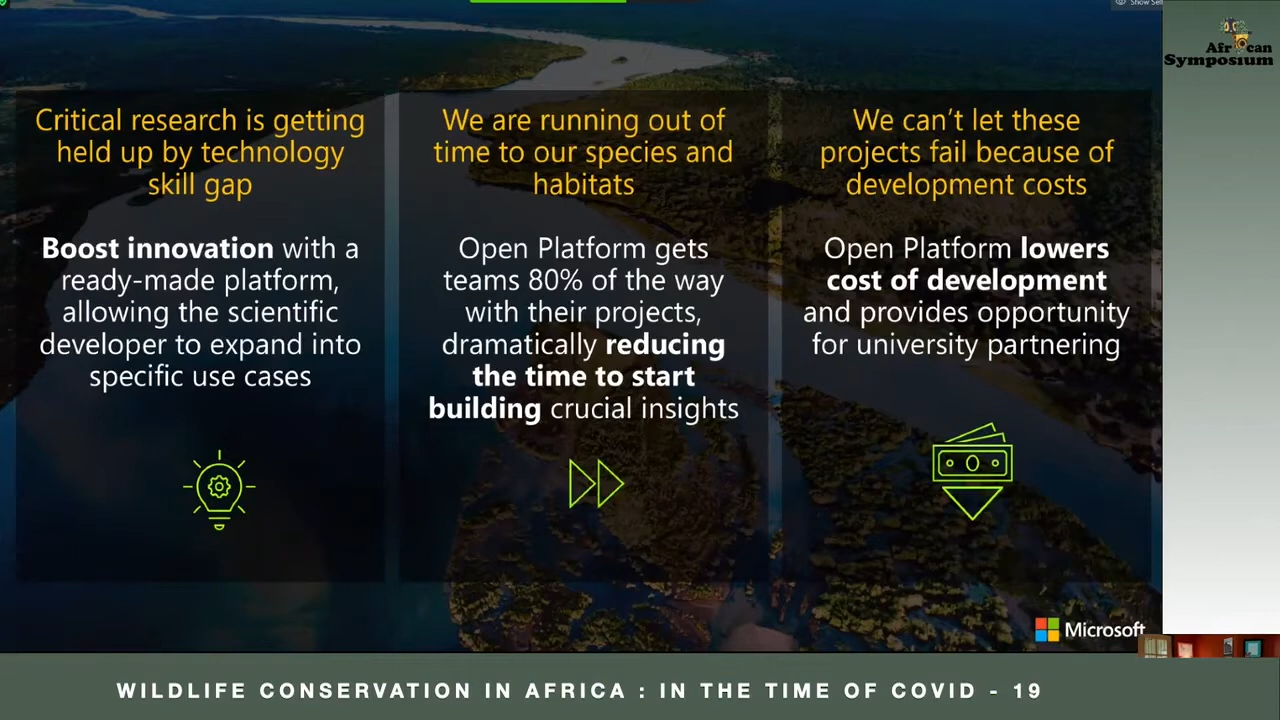 Show Self
African
Symposium
Critical research is getting
held up by technology
skill gap
Boost innovation with a
ready-made platform,
allowing the scientific
developer to expand into
specific use cases
We are running out of
time to our species and
habitats
Open Platform gets
teams 80% of the way
with their projects,
dramatically reducing
the time to start
building crucial insights
We can't let these
projects fail because of
development costs
Open Platform lowers
cost of development
and provides opportunity
for university partnering
Microsoft
WILDLIFE CONSERVATION IN AFRICA : IN THE TIME OF COVID - 19